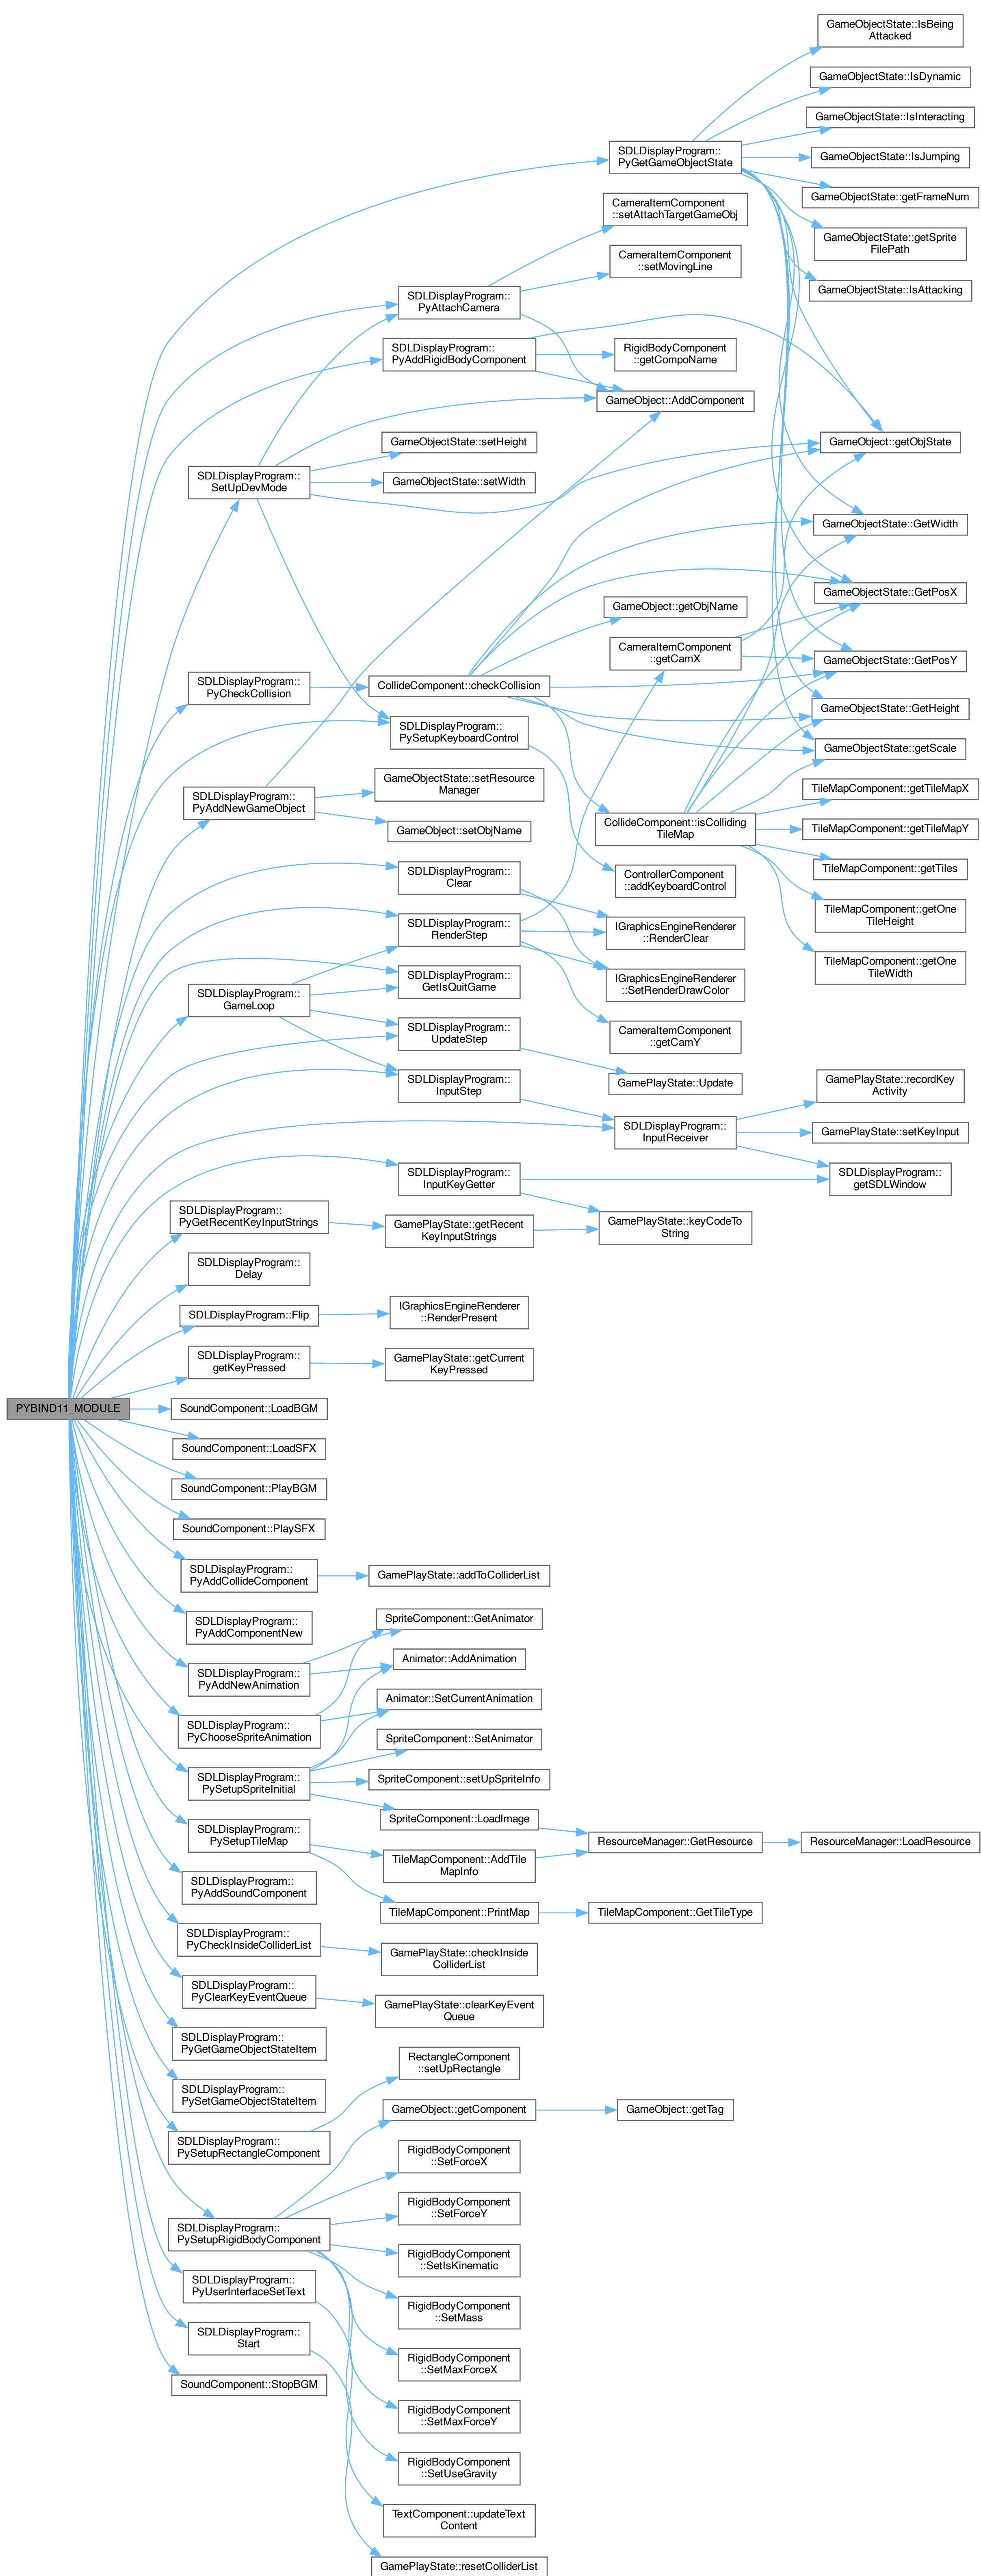 GameObjectState::IsBeing
Attacked
GameObjectState::IsDynamic
GameObjectState::IsInteracting
SDLDisplayProgram::
PyGetGameObjectState
GameObjectState::IsJumping
GameObjectState::getFrameNum
CameraItemComponent
::setAttachTargetGameObj
GameObjectState::getSprite
FilePath
CameraItemComponent
::setMovingLine
GameObjectState::IsAttacking
SDLDisplayProgram::
PyAttachCamera
SDLDisplayProgram::
PyAddRigidBodyComponent
RigidBodyComponent
::getCompoName
GameObject::AddComponent
GameObjectState::setHeight
GameObject::getObjState
SDLDisplayProgram::
SetUpDevMode
GameObjectState::setWidth
GameObjectState::GetWidth
GameObjectState::GetPosX
GameObject::getObjName
CameraItemComponent
::getCamX
GameObjectState::GetPosY
SDLDisplayProgram::
PyCheckCollision
CollideComponent::checkCollision
GameObjectState::GetHeight
SDLDisplayProgram::
PySetupKeyboardControl
GameObjectState::getScale
GameObjectState::setResource
Manager
TileMapComponent::getTileMapX
SDLDisplayProgram::
PyAddNewGameObject
GameObject::setObjName
CollideComponent::isColliding
TileMap
TileMapComponent::getTileMapY
TileMapComponent::getTiles
SDLDisplayProgram::
Clear
ControllerComponent
::addKeyboardControl
TileMapComponent::getOne
TileHeight
SDLDisplayProgram::
RenderStep
IGraphicsEngineRenderer
::RenderClear
TileMapComponent::getOne
TileWidth
SDLDisplayProgram::
GetIsQuitGame
IGraphicsEngineRenderer
::SetRenderDrawColor
SDLDisplayProgram::
GameLoop
SDLDisplayProgram::
UpdateStep
CameraItemComponent
::getCamY
SDLDisplayProgram::
InputStep
GamePlayState::Update
GamePlayState::recordKey
Activity
SDLDisplayProgram::
InputReceiver
GamePlayState::setKeyInput
SDLDisplayProgram::
InputKeyGetter
SDLDisplayProgram::
getSDLWindow
SDLDisplayProgram::
PyGetRecentKeyInputStrings
GamePlayState::getRecent
KeyInputStrings
GamePlayState::keyCodeTo
String
SDLDisplayProgram::
Delay
SDLDisplayProgram::Flip
IGraphicsEngineRenderer
::RenderPresent
SDLDisplayProgram::
getKeyPressed
GamePlayState::getCurrent
KeyPressed
PYBIND11_MODULE
SoundComponent::LoadBGM
SoundComponent::LoadSFX
SoundComponent::PlayBGM
SoundComponent::PlaySFX
SDLDisplayProgram::
PyAddCollideComponent
GamePlayState::addToColliderList
SDLDisplayProgram::
PyAddComponentNew
SpriteComponent::GetAnimator
SDLDisplayProgram::
PyAddNewAnimation
Animator::AddAnimation
Animator::SetCurrentAnimation
SDLDisplayProgram::
PyChooseSpriteAnimation
SpriteComponent::SetAnimator
SDLDisplayProgram::
PySetupSpriteInitial
SpriteComponent::setUpSpriteInfo
SpriteComponent::LoadImage
SDLDisplayProgram::
PySetupTileMap
ResourceManager::GetResource
ResourceManager::LoadResource
TileMapComponent::AddTile
MapInfo
SDLDisplayProgram::
PyAddSoundComponent
TileMapComponent::PrintMap
TileMapComponent::GetTileType
SDLDisplayProgram::
PyCheckInsideColliderList
GamePlayState::checkInside
ColliderList
SDLDisplayProgram::
PyClearKeyEventQueue
GamePlayState::clearKeyEvent
Queue
SDLDisplayProgram::
PyGetGameObjectStateItem
RectangleComponent
::setUpRectangle
SDLDisplayProgram::
PySetGameObjectStateItem
GameObject::getComponent
GameObject::getTag
SDLDisplayProgram::
PySetupRectangleComponent
RigidBodyComponent
::SetForceX
RigidBodyComponent
::SetForceY
SDLDisplayProgram::
PySetupRigidBodyComponent
RigidBodyComponent
::SetIsKinematic
SDLDisplayProgram::
PyUserInterfaceSetText
RigidBodyComponent
::SetMass
SDLDisplayProgram::
Start
RigidBodyComponent
::SetMaxForceX
SoundComponent::StopBGM
RigidBodyComponent
::SetMaxForceY
RigidBodyComponent
::SetUseGravity
TextComponent::updateText
Content
GamePlayState::resetColliderList